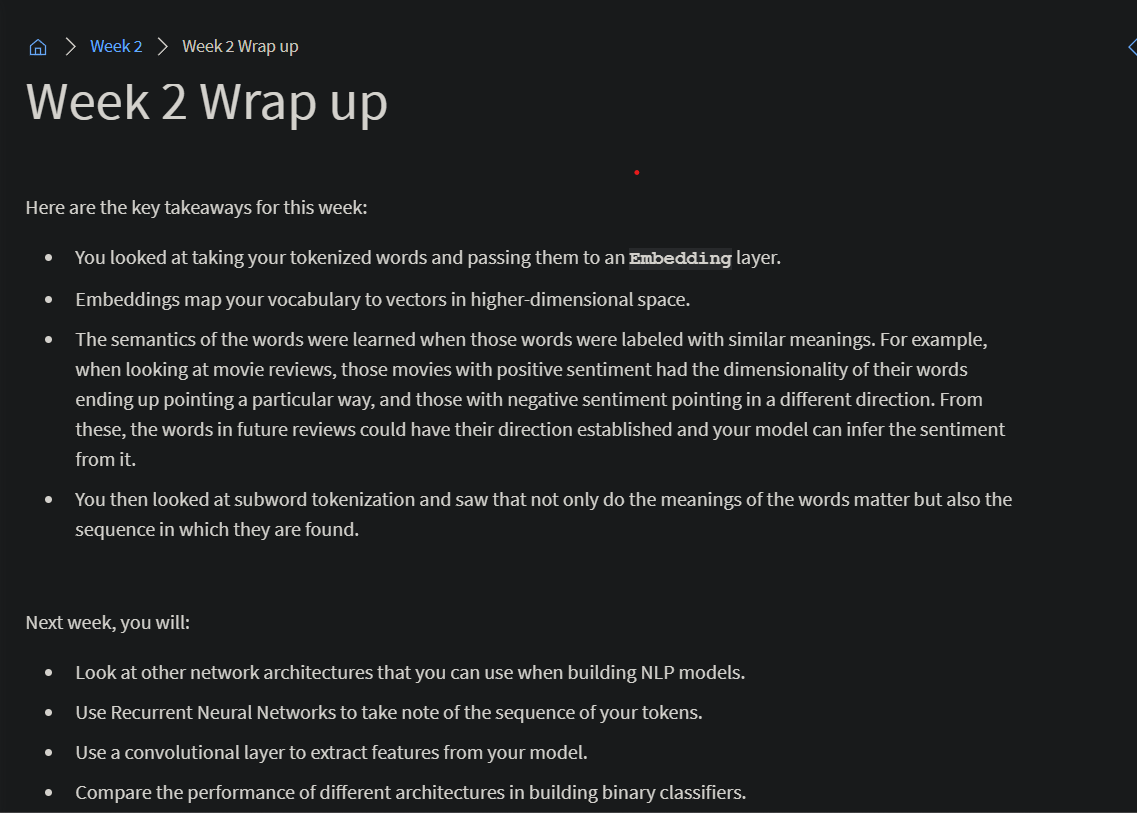 Week 2 > Week 2 Wrap up
Week 2 Wrap up
Here are the key takeaways for this week:
• You looked at taking your tokenized words and passing them to an Embedding layer.
• Embeddings map your vocabulary to vectors in higher-dimensional space.
• The semantics of the words were learned when those words were labeled with similar meanings. For example,
when looking at movie reviews, those movies with positive sentiment had the dimensionality of their words
ending up pointing a particular way, and those with negative sentiment pointing in a different direction. From
these, the words in future reviews could have their direction established and your model can infer the sentiment
from it.
• You then looked at subword tokenization and saw that not only do the meanings of the words matter but also the
sequence in which they are found.
Next week, you will:
• Look at other network architectures that you can use when building NLP models.
• Use Recurrent Neural Networks to take note of the sequence of your tokens.
• Use a convolutional layer to extract features from your model.
• Compare the performance of different architectures in building binary classifiers.